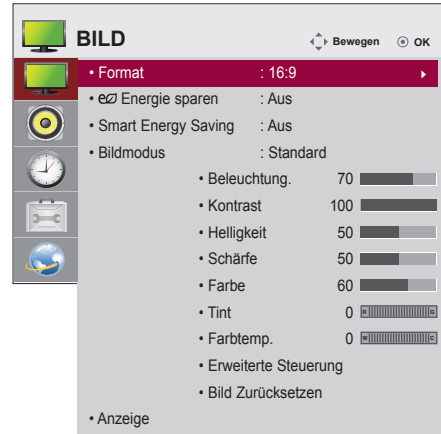 BILD
Bewegen OK
• Format : 16:9
• Energie sparen : Aus
• Smart Energy Saving : Aus
• Bildmodus : Standard
• Beleuchtung. 70
• Kontrast 100
• Helligkeit 50
• Schärfe 50
• Farbe 60
• Tint 0 R G
• Farbtemp. 0 W C
• Erweiterte Steuerung
• Bild Zurücksetzen
• Anzeige